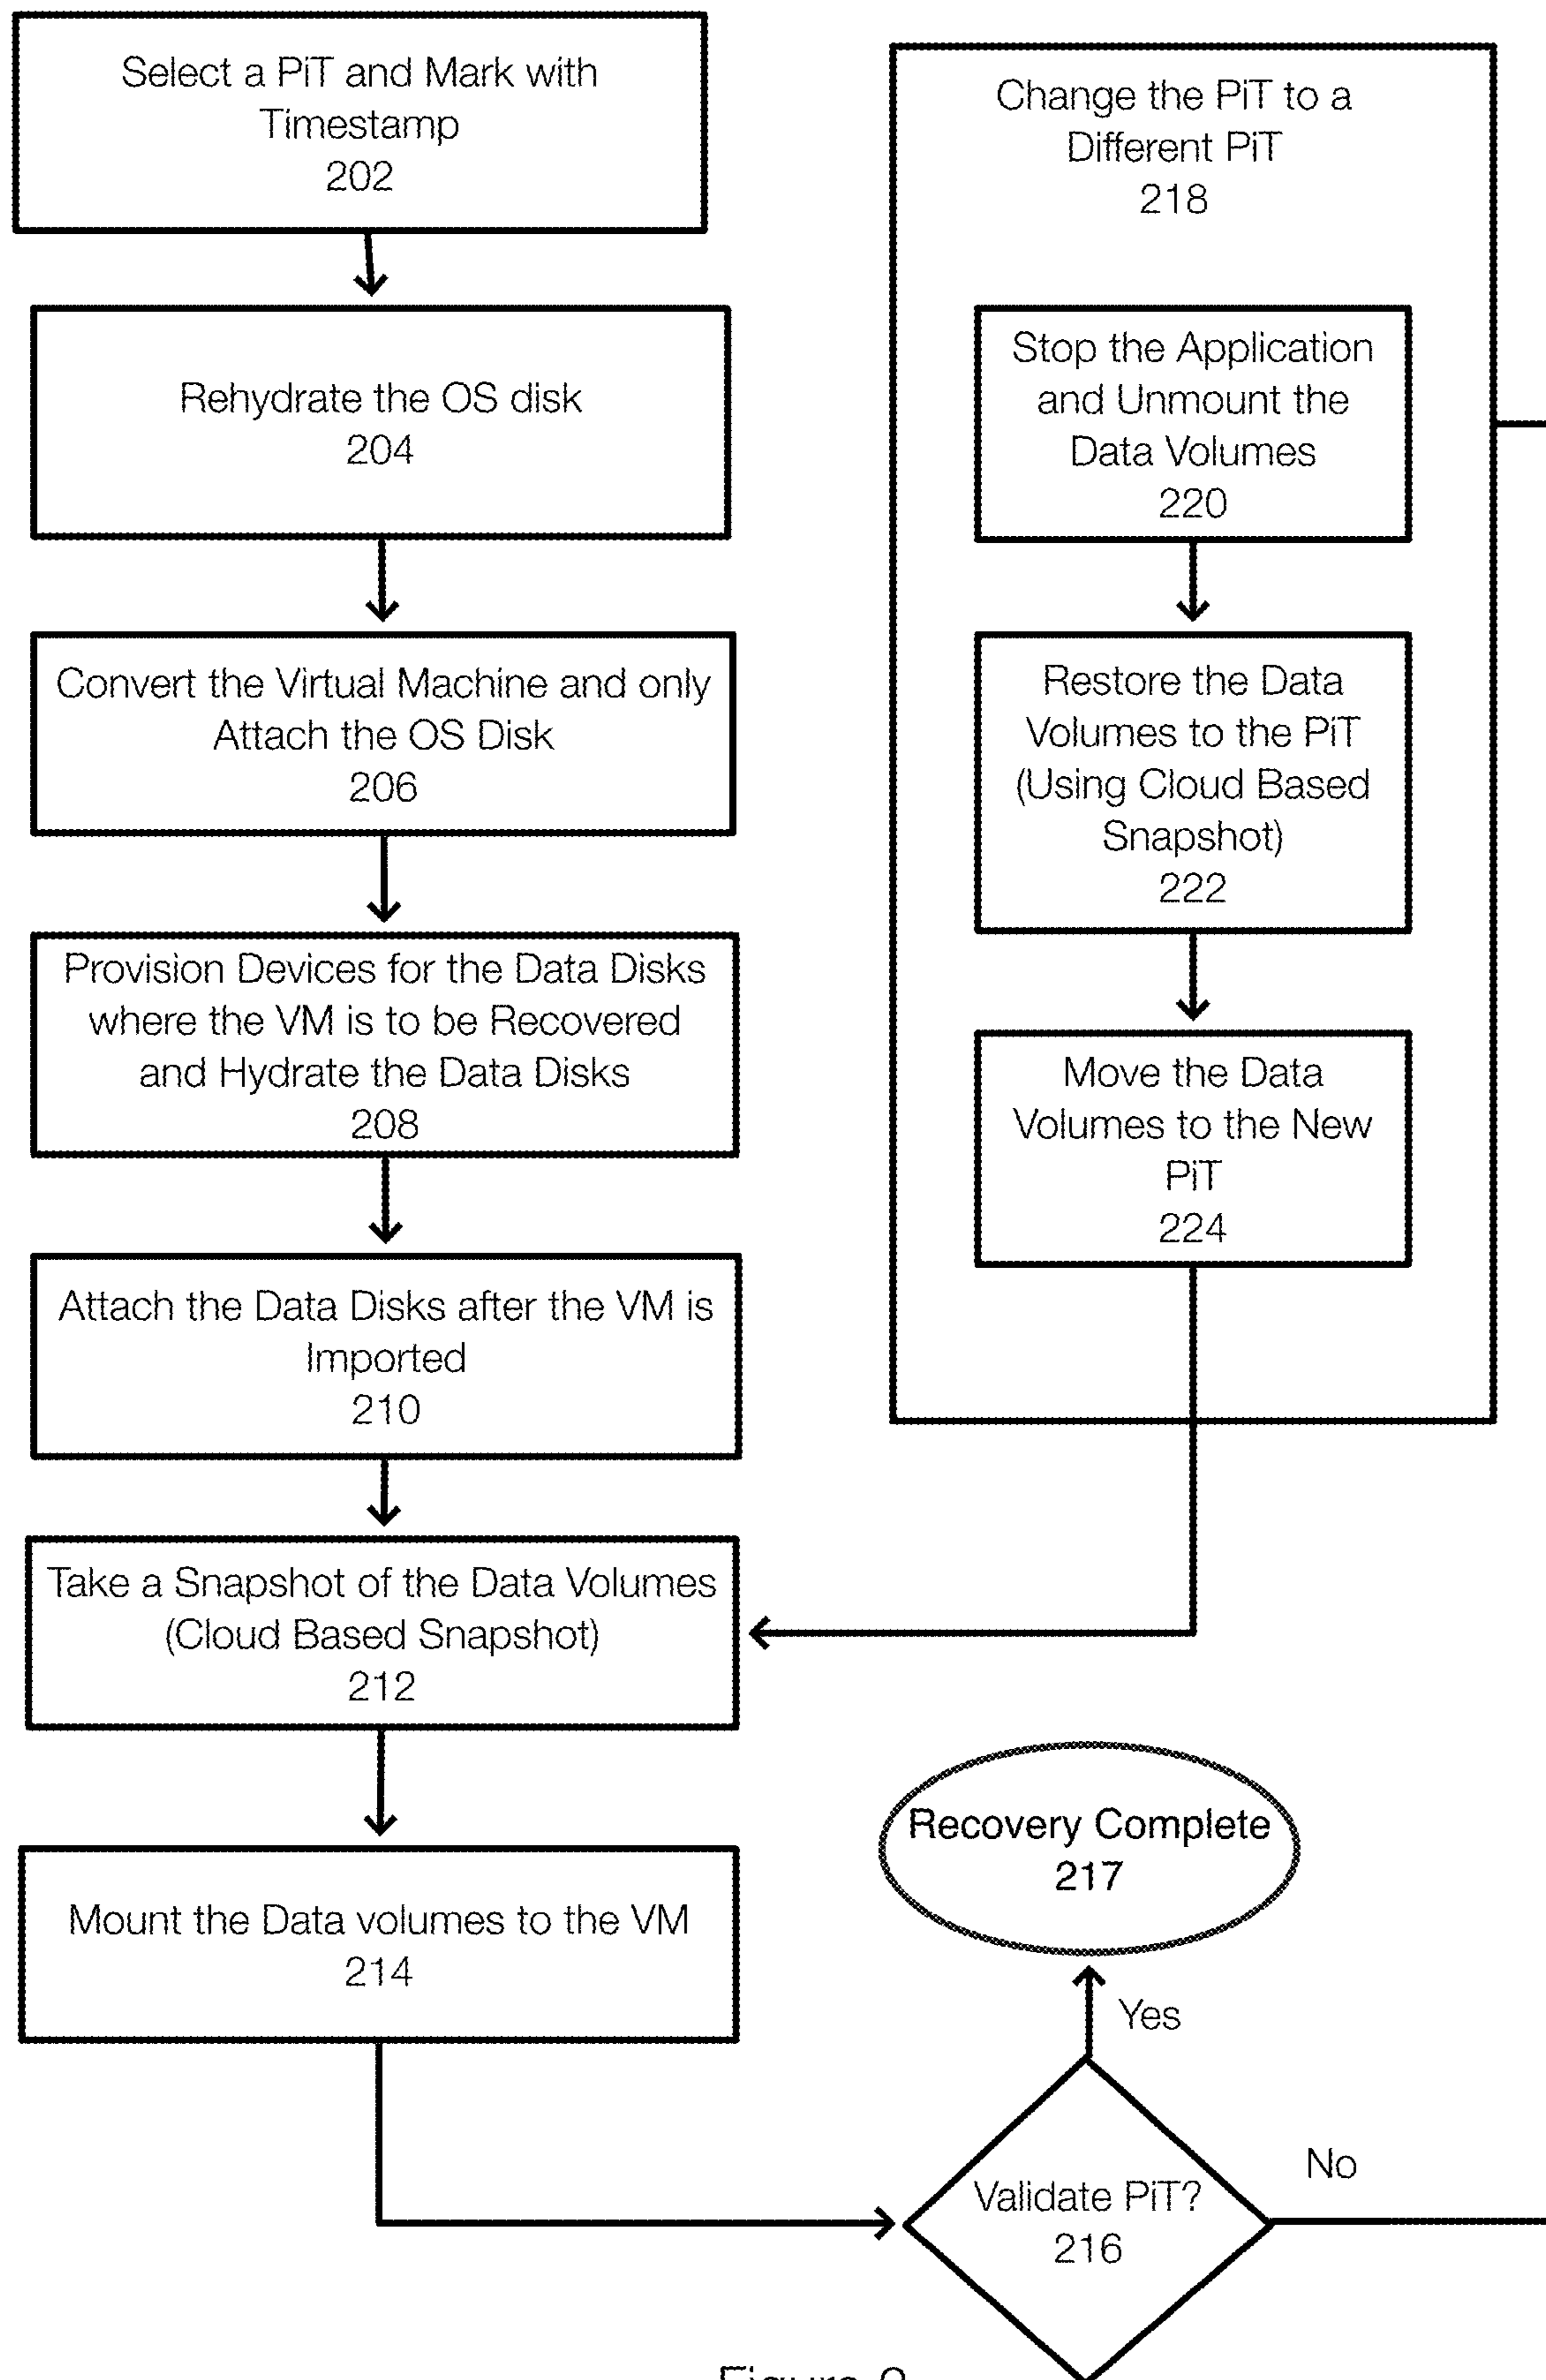 Select a PiT and Mark with
Timestamp
202
Rehydrate the OS disk
204
Convert the Virtual Machine and only
Attach the OS Disk
206
Provision Devices for the Data Disks
where the VM is to be Recovered
and Hydrate the Data Disks
208
Attach the Data Disks after the VM is
Imported
210
Take a Snapshot of the Data Volumes
(Cloud Based Snapshot)
212
Mount the Data volumes to the VM
214
Change the PiT to a
Different PiT
218
Stop the Application
and Unmount the
Data Volumes
220
Restore the Data
Volumes to the PiT
(Using Cloud Based
Snapshot)
222
Move the Data
Volumes to the New
PiT
224
Recovery Complete
217
Yes
No
Validate PiT?
216
Figure